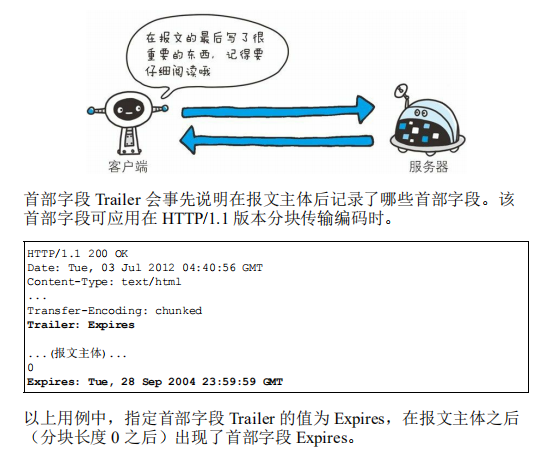 在报文的最后写了很
重要的东西，记得要
仔细阅读哦
客户端
服务器
首部字段 Trailer 会事先说明在报文主体后记录了哪些首部字段。该
首部字段可应用在 HTTP/1.1 版本分块传输编码时。
HTTP/1.1 200 OK
Date: Tue, 03 Jul 2012 04:40:56 GMT
Content-Type: text/html
...
Transfer-Encoding: chunked
Trailer: Expires
...(报文主体)...
0
Expires: Tue, 28 Sep 2004 23:59:59 GMT
以上用例中，指定首部字段 Trailer 的值为 Expires，在报文主体之后
（分块长度 0 之后）出现了首部字段 Expires。